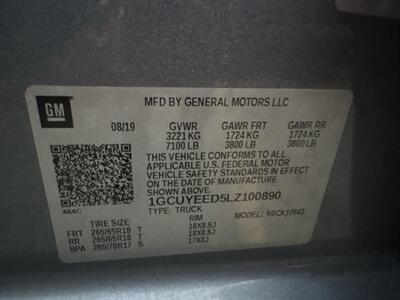 GM
MFD BY GENERAL MOTORS LLC
08/19 GVWR GAWR FRT GAWR RR
3221 KG 1724 KG 1724 KG
7100 LB 3800 LB 3800 LB
THIS VEHICLE CONFORMS TO ALL
APPLICABLE U.S. FEDERAL MOTOR
VEHICLE SAFETY STANDARDS IN EFFECT
ON THE DATE OF MANUFACTURE
SHOWN ABOVE.
1GCUYEED5LZ100890
TYPE: TRUCK MODEL:
464C
TIRE SIZE RIM
FRT 265/65R18 T 18X8.5J
RR 265/65R18 T 18X8.5J
SPA 265/70R17 S 17X8J